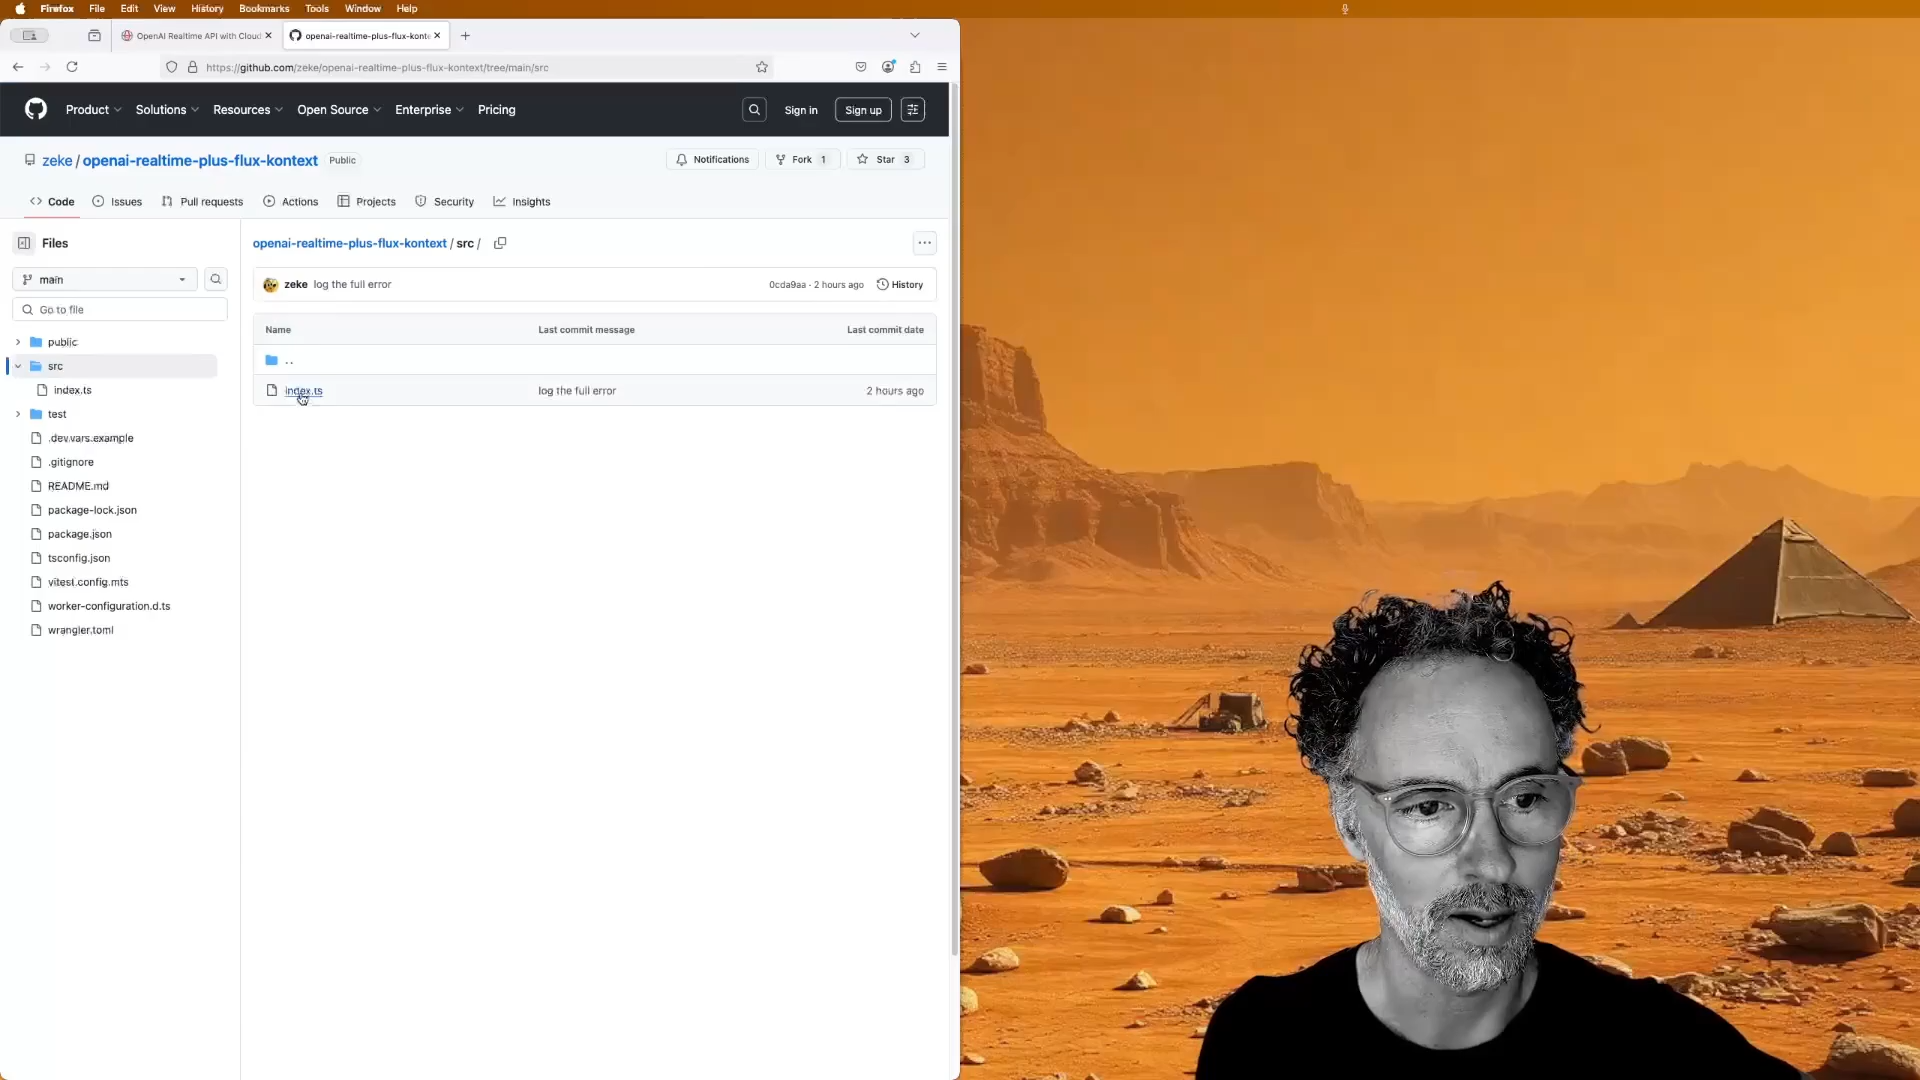 Firefox File Edit View History Bookmarks Tools Window Help
OpenAI Realtime API with Cloud
openai-realtime-plus-flux-konte
https://github.com/zeke/openai-realtime-plus-flux-kontext/tree/main/src
Product Solutions Resources Open Source Enterprise Pricing Sign in Sign up
zeke / openai-realtime-plus-flux-kontext Public Notifications Fork 1 Star 3
Code Issues Pull requests Actions Projects Security Insights
Files
main
Go to file
public
src
index.ts
test
.dev.vars.example
.gitignore
README.md
package-lock.json
package.json
tsconfig.json
vitest.config.mts
worker-configuration.d.ts
wrangler.toml
openai-realtime-plus-flux-kontext / src /
zeke log the full error 0cda9aa · 2 hours ago History
Name Last commit message Last commit date
..
index.ts log the full error 2 hours ago